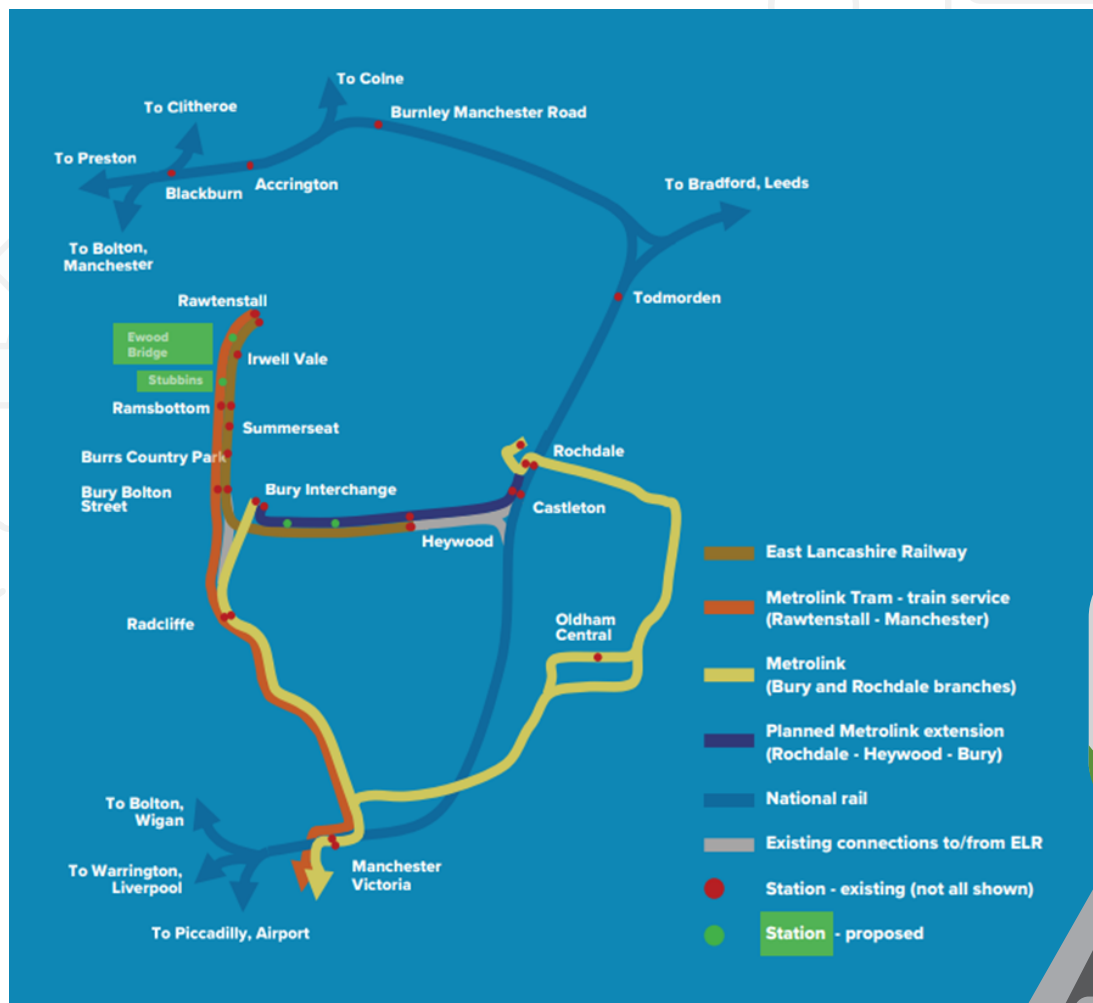 To Colne
To Clitheroe
Burnley Manchester Road
To Preston
Accrington
Blackburn
To Bradford, Leeds
To Bolton,
Manchester
Rawtenstall
Todmorden
Ewood
Bridge
Irwell Vale
Stubbins
Ramsbottom
Summerseat
Burrs Country Park
Rochdale
Bury Bolton
Street
Bury Interchange
Castleton
Heywood
Radcliffe
Oldham
Central
To Bolton,
Wigan
To Warrington,
Liverpool
Manchester
Victoria
To Piccadilly, Airport
East Lancashire Railway
Metrolink Tram - train service
(Rawtenstall - Manchester)
Metrolink
(Bury and Rochdale branches)
Planned Metrolink extension
(Rochdale - Heywood - Bury)
National rail
Existing connections to/from ELR
Station - existing (not all shown)
Station - proposed